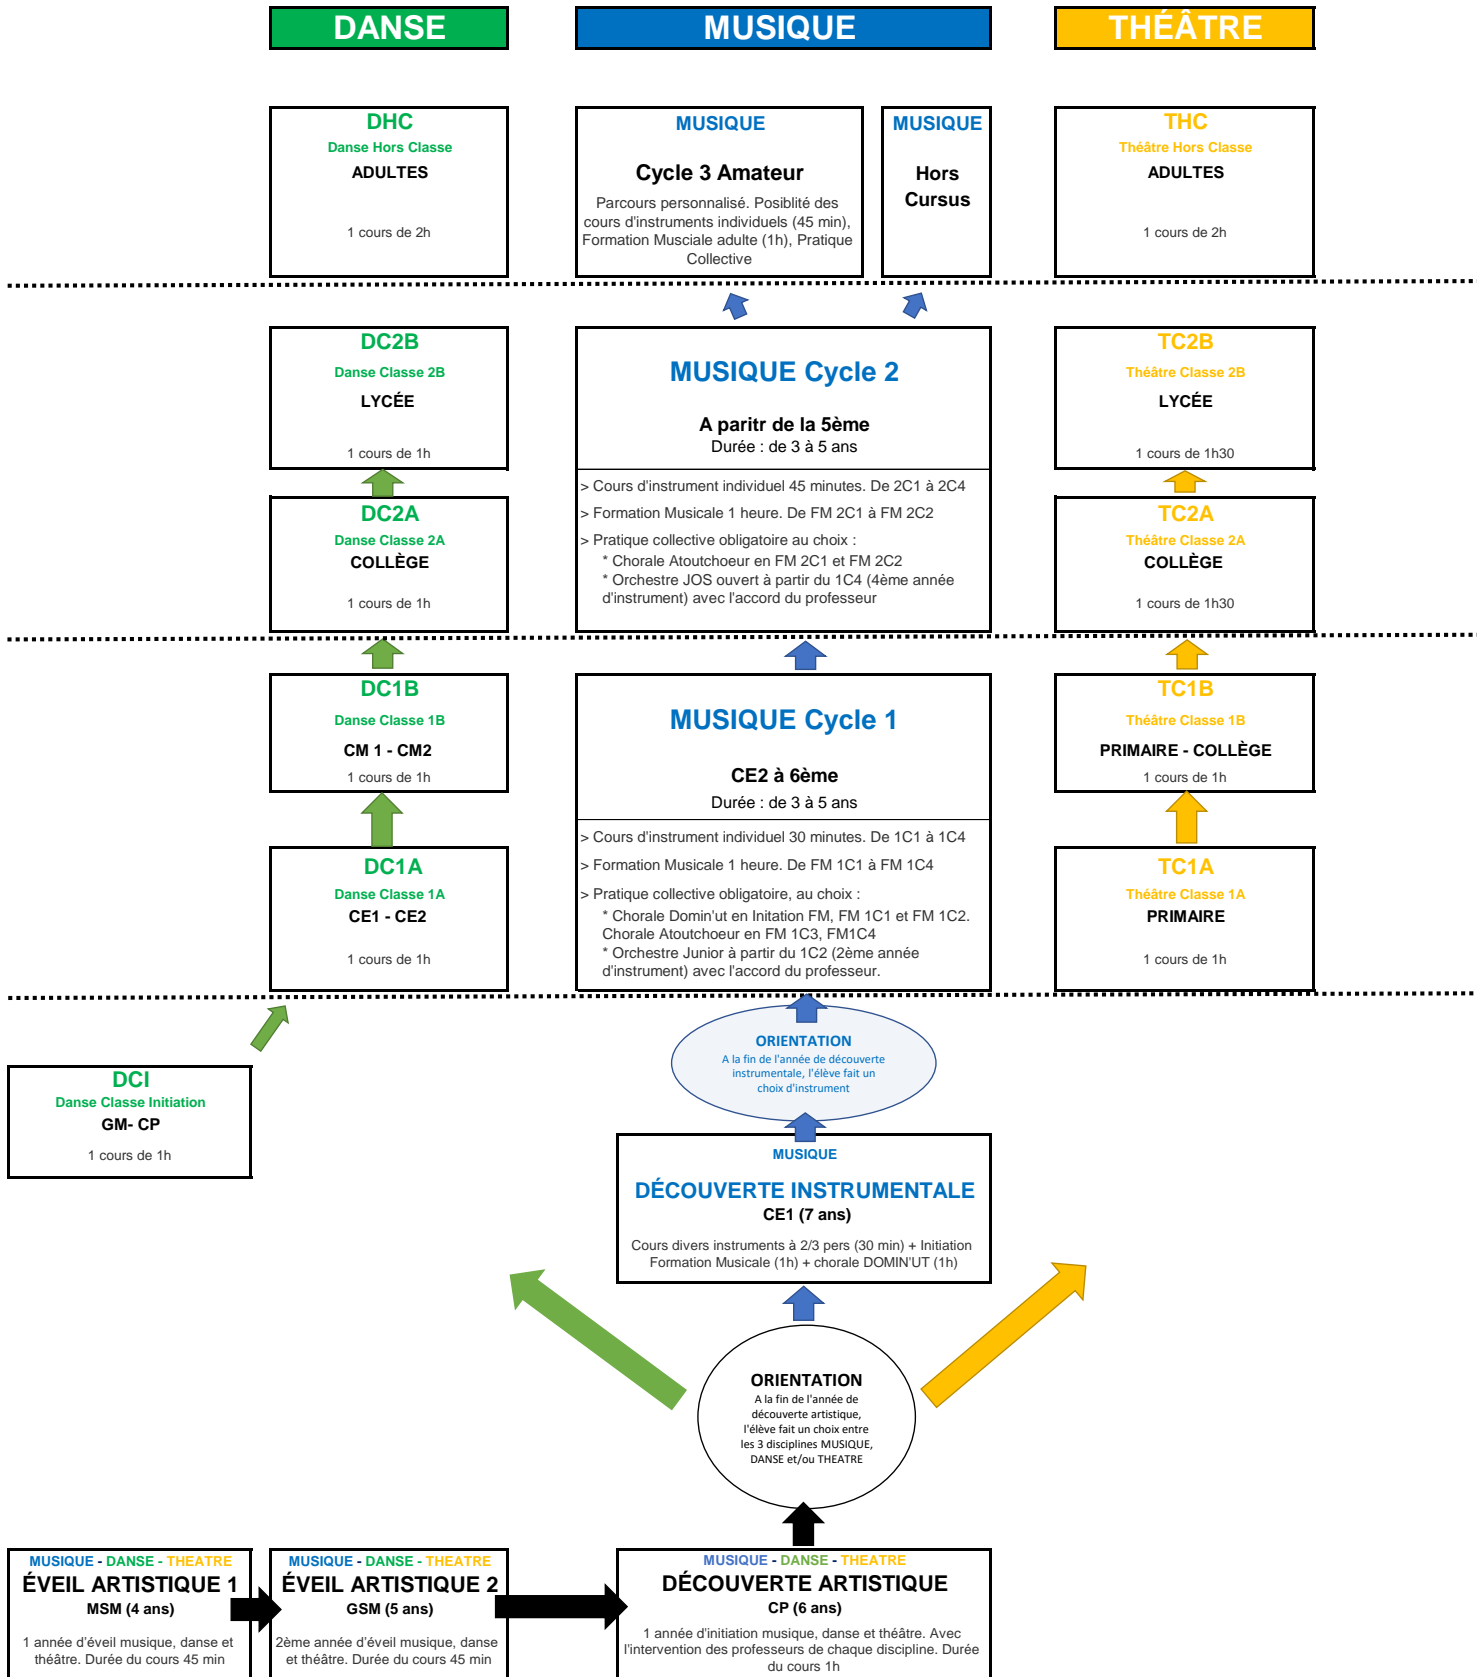 DANSE
MUSIQUE
THÉÂTRE
DHC
Danse Hors Classe
ADULTES
1 cours de 2h
MUSIQUE
Cycle 3 Amateur
Parcours personnalisé. Posiblité des
cours d'instruments individuels (45 min),
Formation Musciale adulte (1h), Pratique
Collective
MUSIQUE
Hors
Cursus
THC
Théâtre Hors Classe
ADULTES
1 cours de 2h
DC2B
Danse Classe 2B
LYCÉE
1 cours de 1h
MUSIQUE Cycle 2
A paritr de la 5ème
Durée : de 3 à 5 ans
> Cours d'instrument individuel 45 minutes. De 2C1 à 2C4
> Formation Musicale 1 heure. De FM 2C1 à FM 2C2
> Pratique collective obligatoire au choix :
* Chorale Atoutchoeur en FM 2C1 et FM 2C2
* Orchestre JOS ouvert à partir du 1C4 (4ème année
d'instrument) avec l'accord du professeur
TC2B
Théâtre Classe 2B
LYCÉE
1 cours de 1h30
DC2A
Danse Classe 2A
COLLÈGE
1 cours de 1h
TC2A
Théâtre Classe 2A
COLLÈGE
1 cours de 1h30
DC1B
Danse Classe 1B
CM 1 - CM2
1 cours de 1h
MUSIQUE Cycle 1
CE2 à 6ème
Durée : de 3 à 5 ans
> Cours d'instrument individuel 30 minutes. De 1C1 à 1C4
> Formation Musicale 1 heure. De FM 1C1 à FM 1C4
> Pratique collective obligatoire, au choix :
* Chorale Domin'ut en Initation FM, FM 1C1 et FM 1C2.
Chorale Atoutchoeur en FM 1C3, FM1C4
* Orchestre Junior à partir du 1C2 (2ème année
d'instrument) avec l'accord du professeur.
TC1B
Théâtre Classe 1B
PRIMAIRE - COLLÈGE
1 cours de 1h
DC1A
Danse Classe 1A
CE1 - CE2
1 cours de 1h
TC1A
Théâtre Classe 1A
PRIMAIRE
1 cours de 1h
DCI
Danse Classe Initiation
GM- CP
1 cours de 1h
ORIENTATION
A la fin de l'année de découverte
instrumentale, l'élève fait un
choix d'instrument
MUSIQUE
DÉCOUVERTE INSTRUMENTALE
CE1 (7 ans)
Cours divers instruments à 2/3 pers (30 min) + Initiation
Formation Musicale (1h) + chorale DOMIN'UT (1h)
ORIENTATION
A la fin de l'année de
découverte artistique,
l'élève fait un choix entre
les 3 disciplines MUSIQUE,
DANSE et/ou THEATRE
MUSIQUE - DANSE - THEATRE
ÉVEIL ARTISTIQUE 1
MSM (4 ans)
1 année d'éveil musique, danse et
théâtre. Durée du cours 45 min
MUSIQUE - DANSE - THEATRE
ÉVEIL ARTISTIQUE 2
GSM (5 ans)
2ème année d'éveil musique, danse
et théâtre. Durée du cours 45 min
MUSIQUE - DANSE - THEATRE
DÉCOUVERTE ARTISTIQUE
CP (6 ans)
1 année d'initiation musique, danse et théâtre. Avec
l'intervention des professeurs de chaque discipline. Durée
du cours 1h